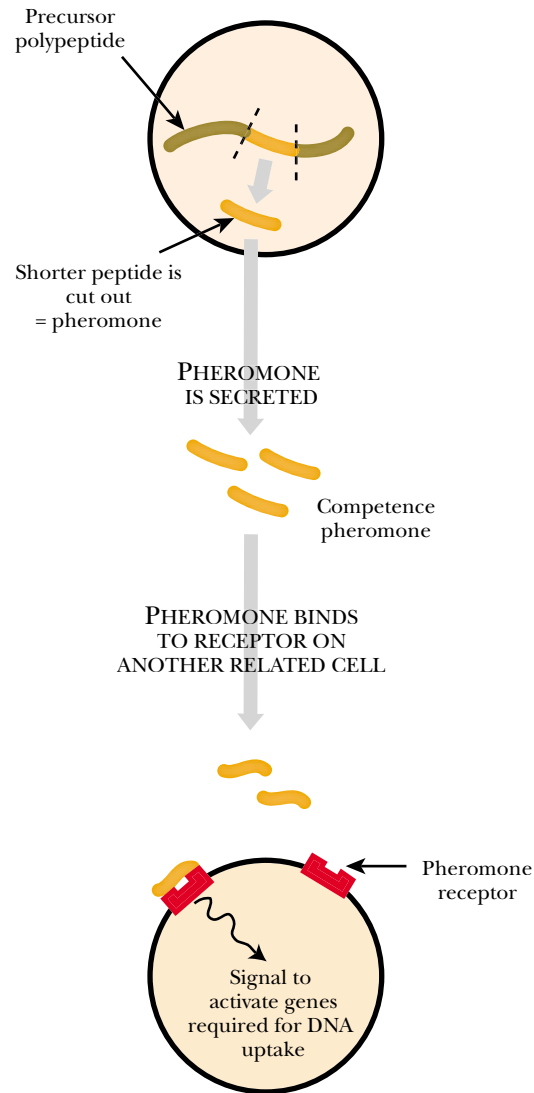 Precursor
polypeptide
Shorter peptide is
cut out
= pheromone
PHEROMONE
IS SECRETED
Competence
pheromone
PHEROMONE BINDS
TO RECEPTOR ON
ANOTHER RELATED CELL
Pheromone
receptor
Signal to
activate genes
required for DNA
uptake